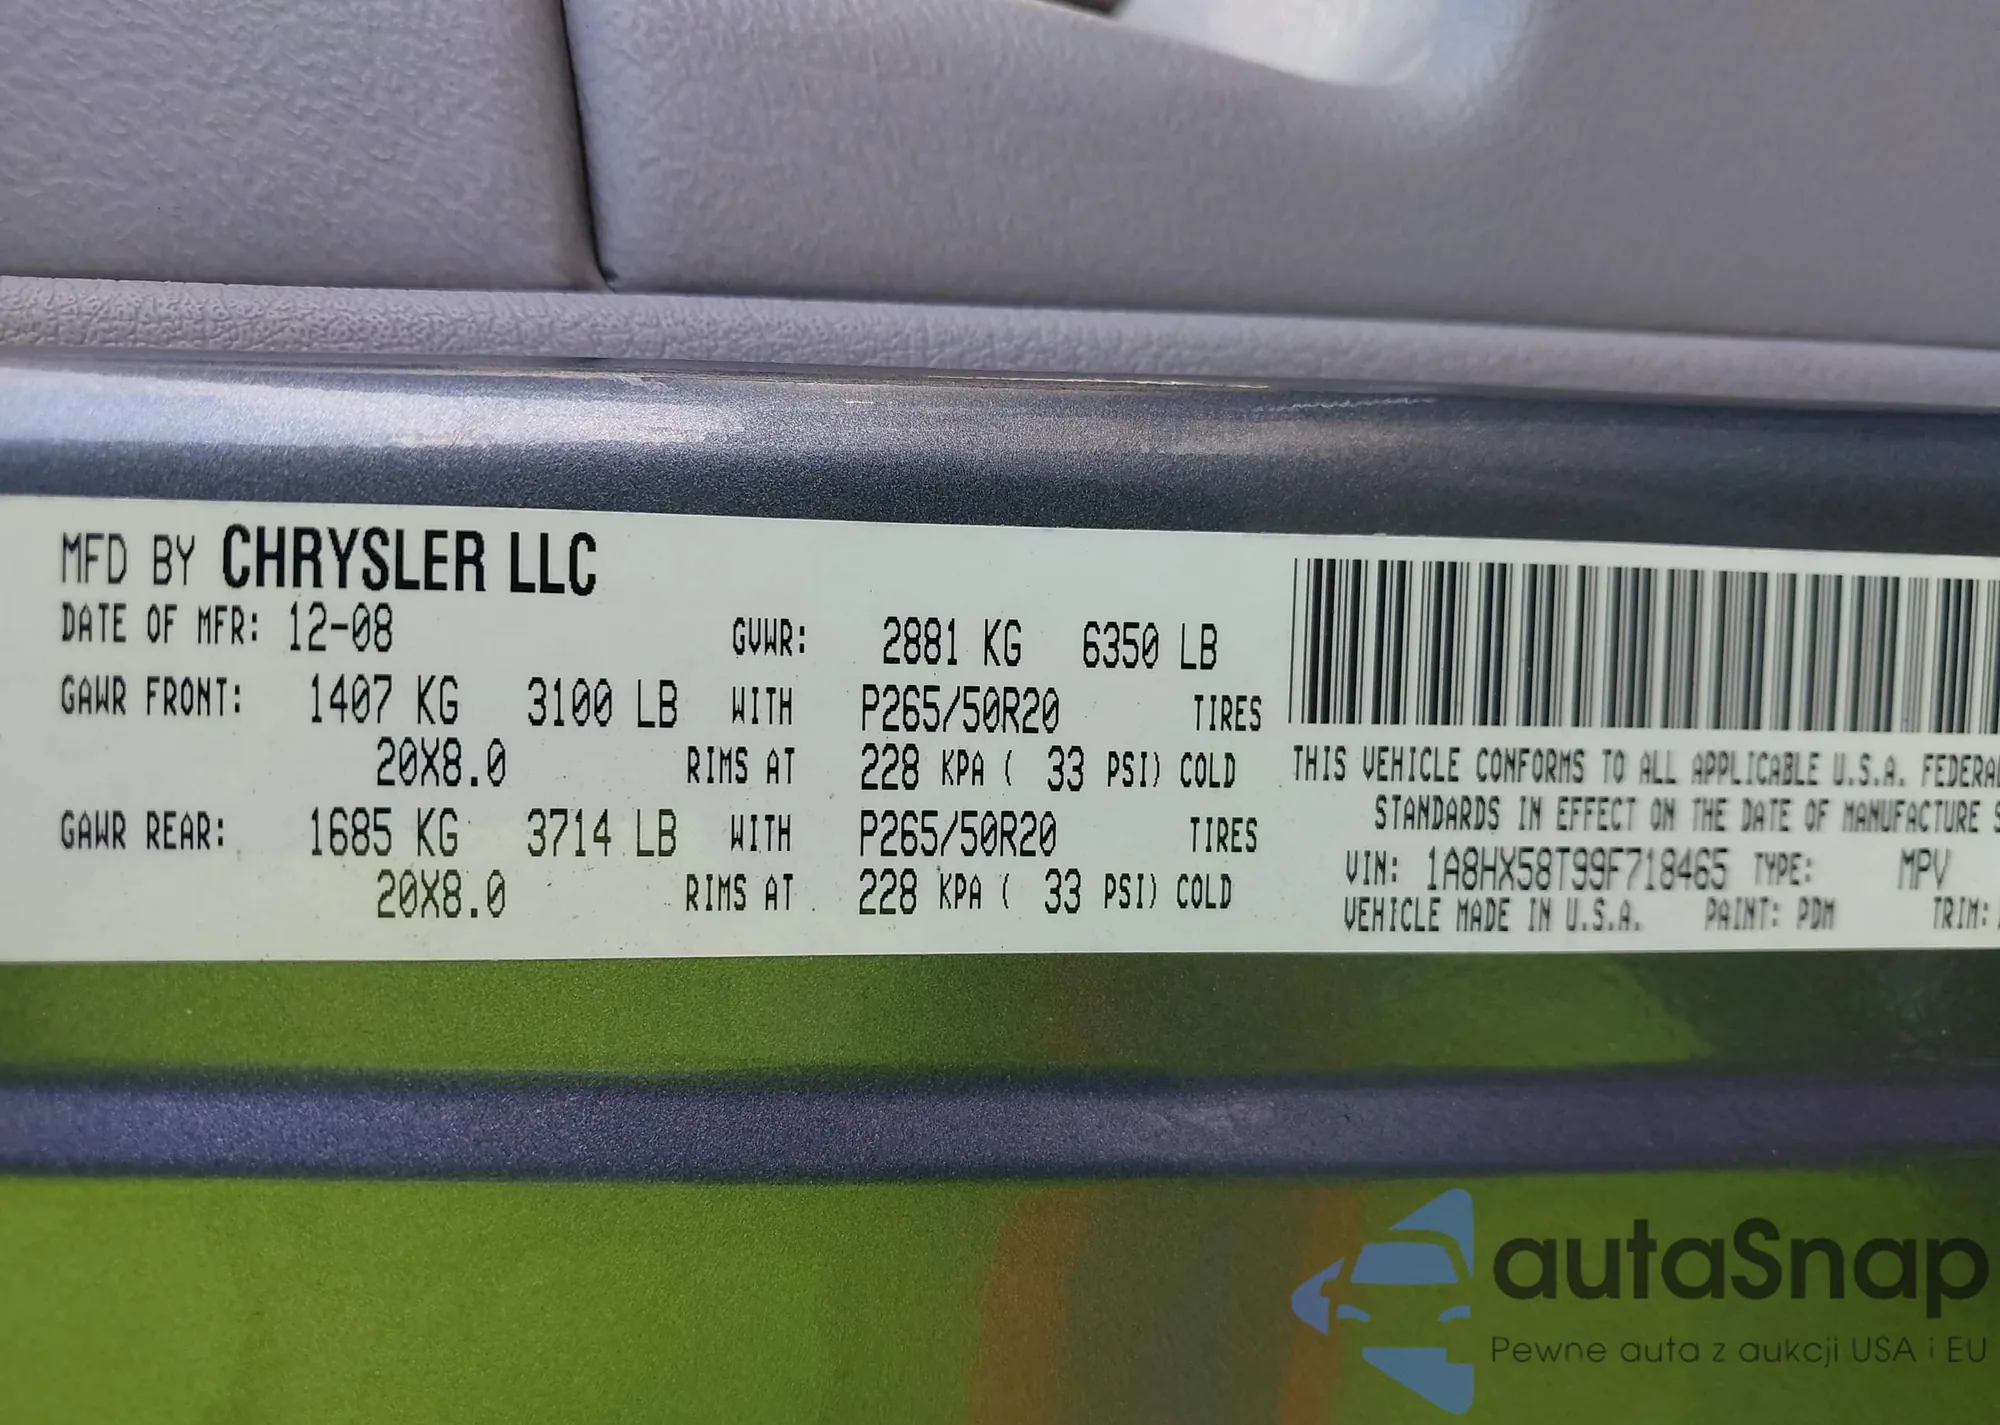 MFD BY CHRYSLER LLC
DATE OF MFR: 12-08 GVWR: 2881 KG 6350 LB
GAWR FRONT: 1407 KG 3100 LB WITH P265/50R20 TIRES
20X8.0 RIMS AT 228 KPA ( 33 PSI) COLD
GAWR REAR: 1685 KG 3714 LB WITH P265/50R20 TIRES
20X8.0 RIMS AT 228 KPA ( 33 PSI) COLD
THIS VEHICLE CONFORMS TO ALL APPLICABLE U.S.A. FEDERA
STANDARDS IN EFFECT ON THE DATE OF MANUFACTURE S
VIN: 1A8HX58T99F718465 TYPE: MPV
VEHICLE MADE IN U.S.A. PAINT: PDM TRIM:
autaSnap
Pewne auta z aukcji USA i EU